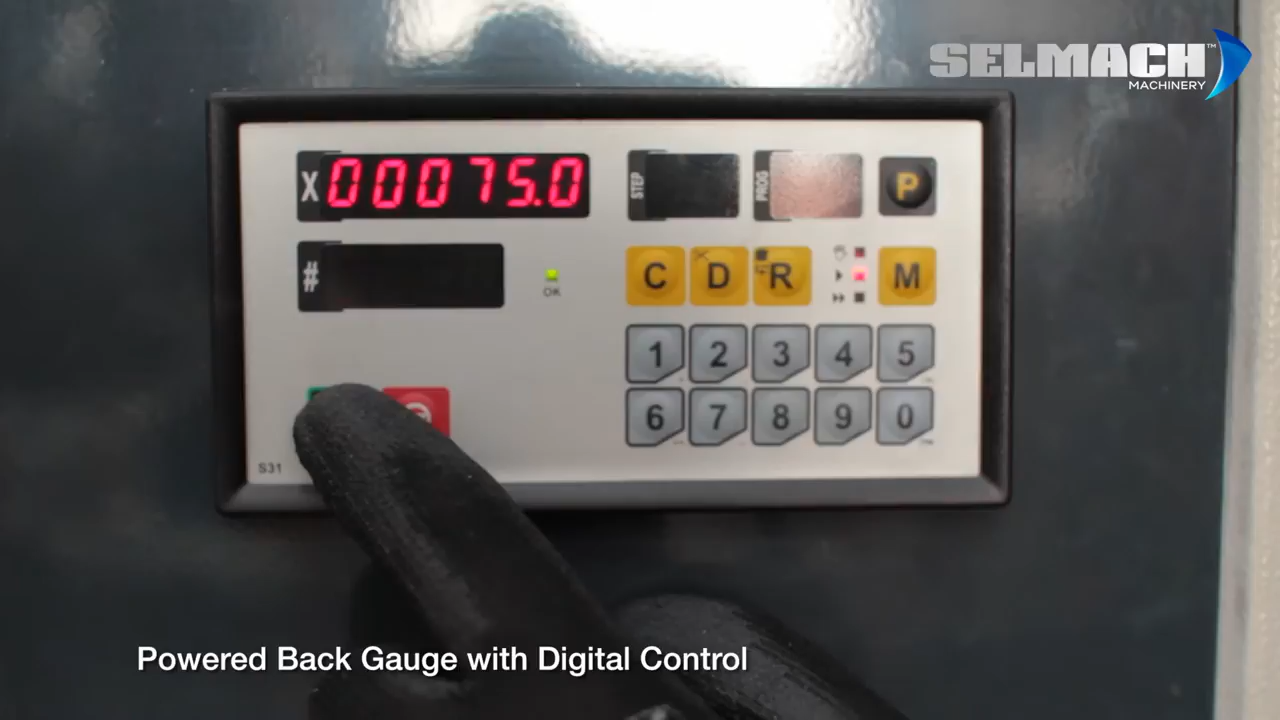 SELMACH™
MACHINERY
X 00075.0
STEP
PROG
P
#
OK
C D R M
1 2 3 4 5
6 7 8 9 0
S31
Powered Back Gauge with Digital Control